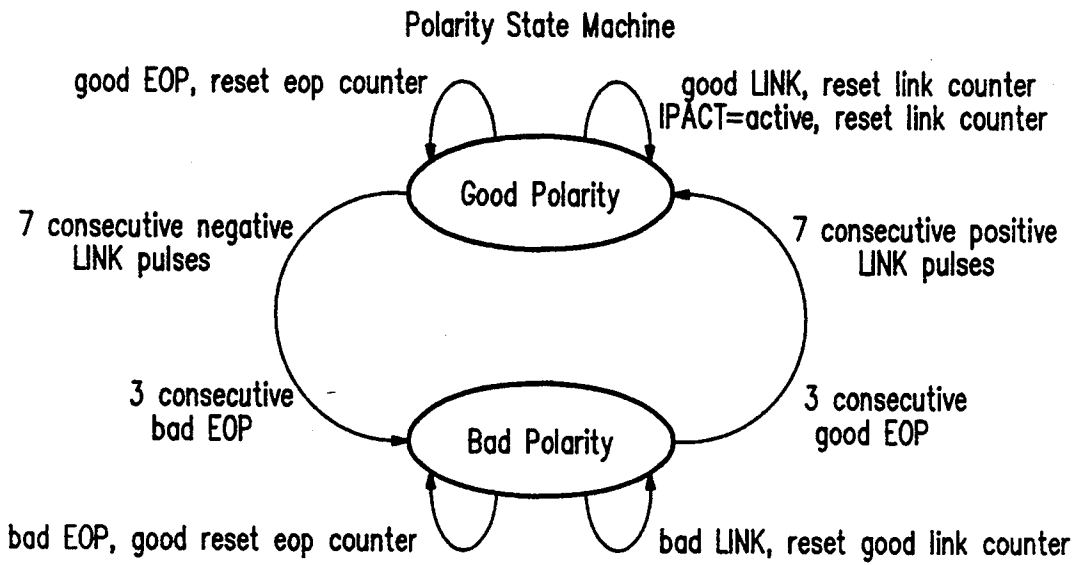 Polarity State Machine
good EOP, reset eop counter
good LINK, reset link counter
IPACT=active, reset link counter
Good Polarity
7 consecutive negative
LINK pulses
7 consecutive positive
LINK pulses
3 consecutive
bad EOP
3 consecutive
good EOP
Bad Polarity
bad EOP, good reset eop counter
bad LINK, reset good link counter